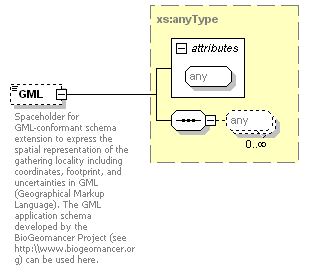 xs:anyType
attributes
any
GML
any
0..∞
Spaceholder for
GML-conformant schema
extension to express the
spatial representation of the
gathering locality including
coordinates, footprint, and
uncertainties in GML
(Geographical Markup
Language). The GML
application schema
developed by the
BioGeomancer Project (see
http:\\www.biogeomancer.or
g) can be used here.